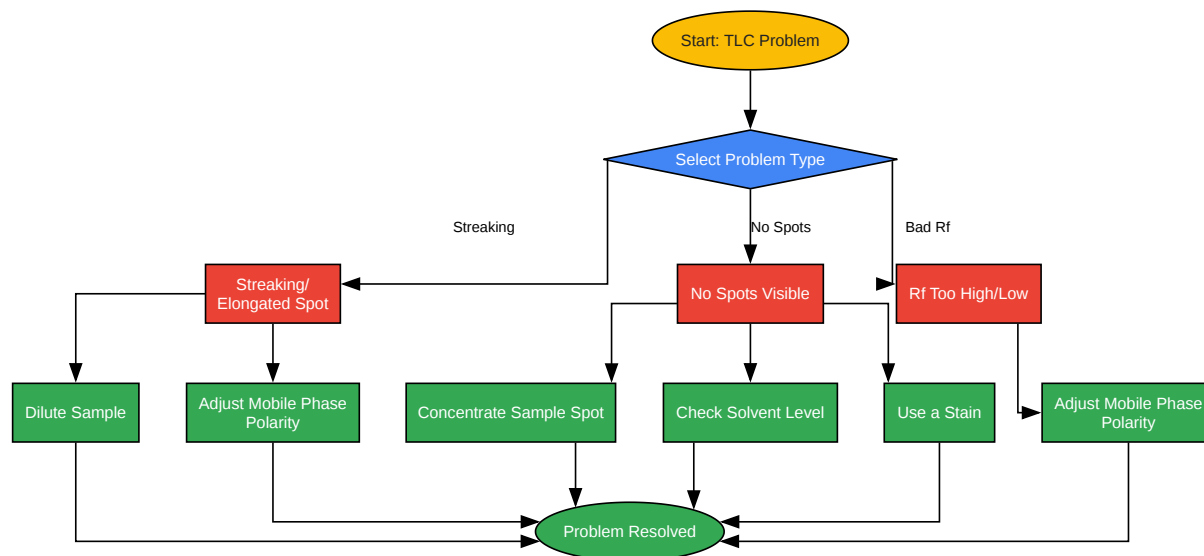 Start: TLC Problem
Select Problem Type
Streaking
No Spots
Bad Rf
Streaking/
Elongated Spot
No Spots Visible
Rf Too High/Low
Dilute Sample
Adjust Mobile Phase
Polarity
Concentrate Sample Spot
Check Solvent Level
Use a Stain
Adjust Mobile Phase
Polarity
Problem Resolved